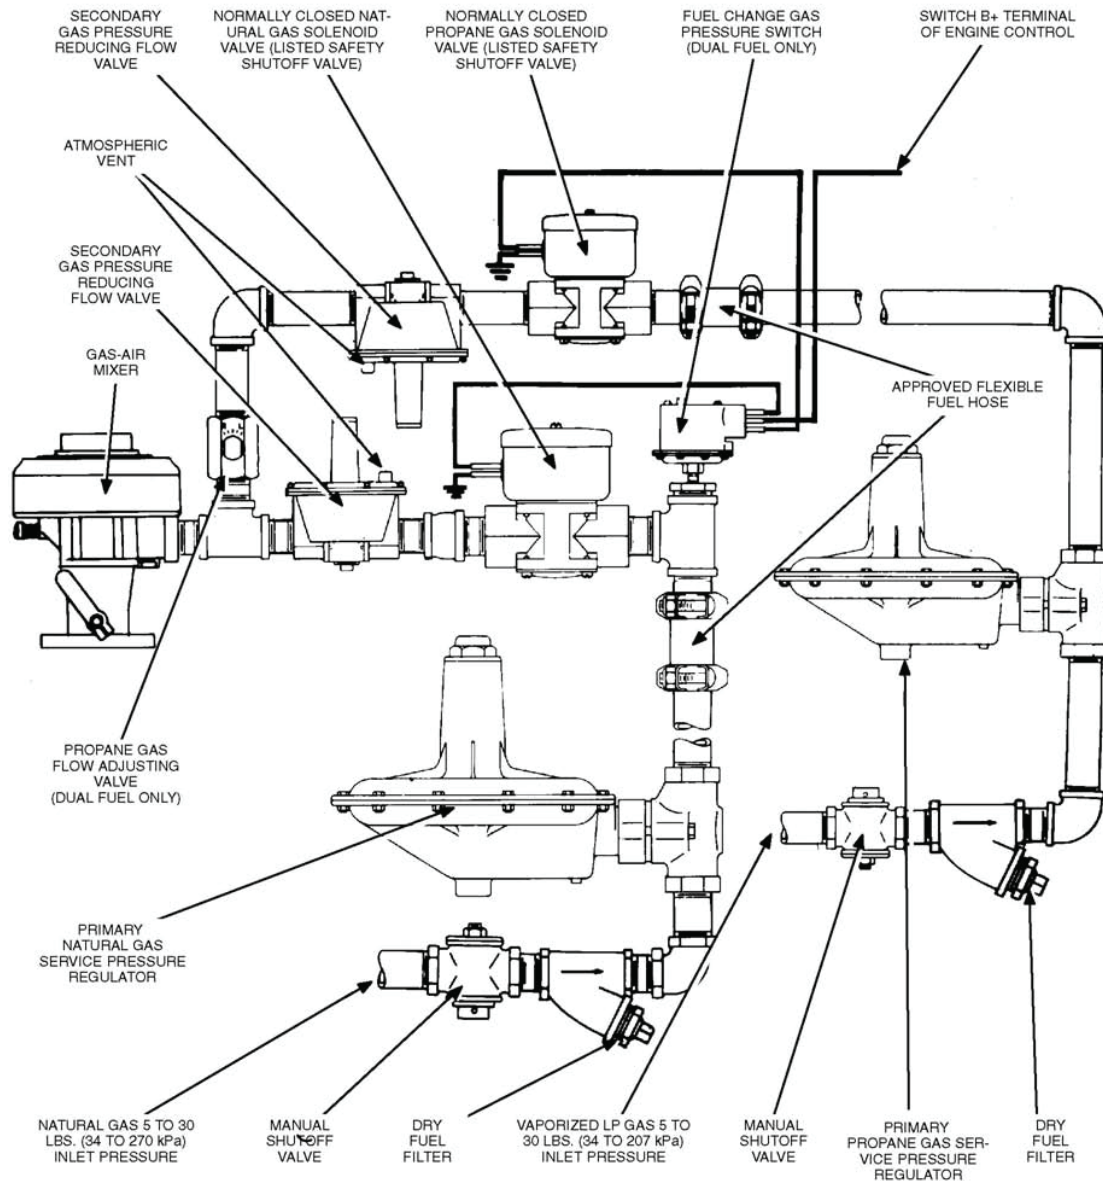 SECONDARY
GAS PRESSURE
REDUCING FLOW
VALVE
NORMALLY CLOSED NAT-
URAL GAS SOLENOID
VALVE (LISTED SAFETY
SHUTOFF VALVE)
NORMALLY CLOSED
PROPANE GAS SOLENOID
VALVE (LISTED SAFETY
SHUTOFF VALVE)
FUEL CHANGE GAS
PRESSURE SWITCH
(DUAL FUEL ONLY)
SWITCH B+ TERMINAL
OF ENGINE CONTROL
ATMOSPHERIC
VENT
SECONDARY
GAS PRESSURE
REDUCING
FLOW VALVE
GAS-AIR
MIXER
APPROVED FLEXIBLE
FUEL HOSE
PROPANE GAS
FLOW ADJUSTING
VALVE
(DUAL FUEL ONLY)
PRIMARY
NATURAL GAS
SERVICE PRESSURE
REGULATOR
NATURAL GAS 5 TO 30
LBS. (34 TO 270 kPa)
INLET PRESSURE
MANUAL
SHUTOFF
VALVE
DRY
FUEL
FILTER
VAPORIZED LP GAS 5 TO
30 LBS. (34 TO 207 kPa)
INLET PRESSURE
MANUAL
SHUTOFF
VALVE
PRIMARY
PROPANE GAS SER-
VICE PRESSURE
REGULATOR
DRY
FUEL
FILTER